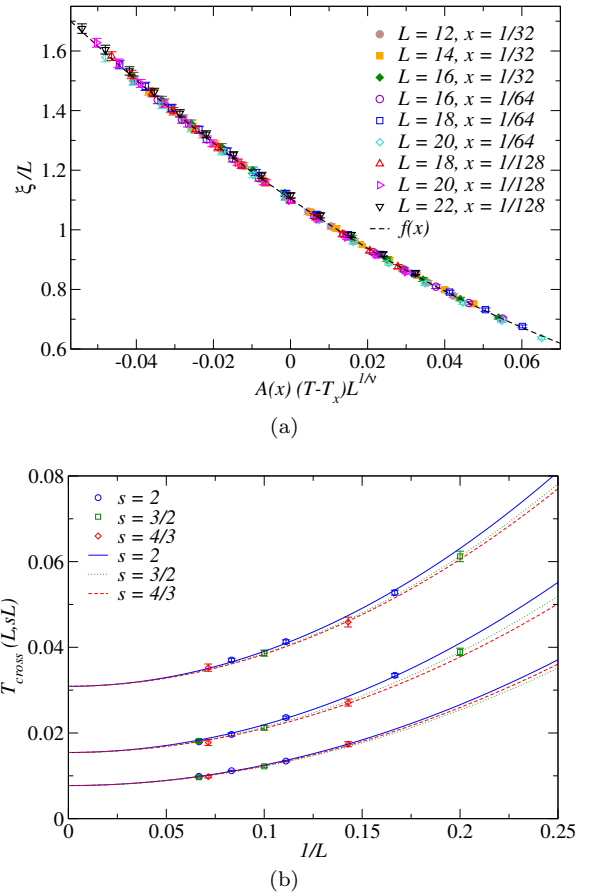 1.6
1.4
1.2
1
0.8
0.6
ξ/L
L = 12, x = 1/32
L = 14, x = 1/32
L = 16, x = 1/32
L = 16, x = 1/64
L = 18, x = 1/64
L = 20, x = 1/64
L = 18, x = 1/128
L = 20, x = 1/128
L = 22, x = 1/128
f(x)
-0.04 -0.02 0 0.02 0.04 0.06
A(x) (T-T_x)L^{1/ν}
(a)
0.08
0.06
0.04
0.02
0
T_{cross} (L,sL)
s = 2
s = 3/2
s = 4/3
s = 2
s = 3/2
s = 4/3
0 0.05 0.1 0.15 0.2 0.25
1/L
(b)